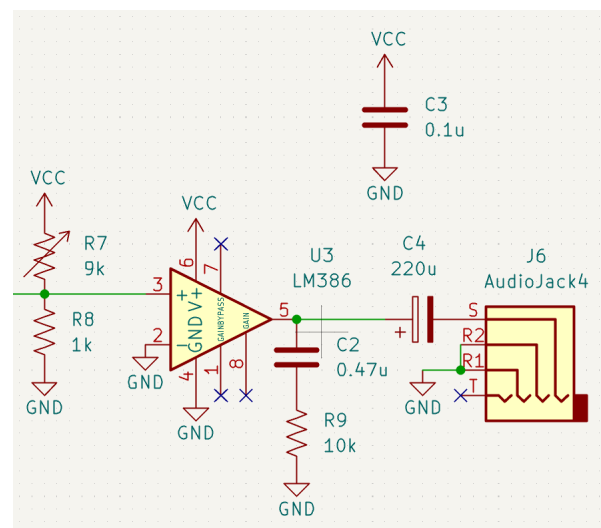 VCC
C3
0.1u
GND
VCC
R7
9k
R8
1k
GND
VCC
6
7
3
+
V+
GND
BYPASS
GAIN
GAIN
2
-
GND
4
1
8
GND
5
U3
LM386
C2
0.47u
R9
10k
GND
C4
220u
+
J6
AudioJack4
S
R2
R1
T
GND